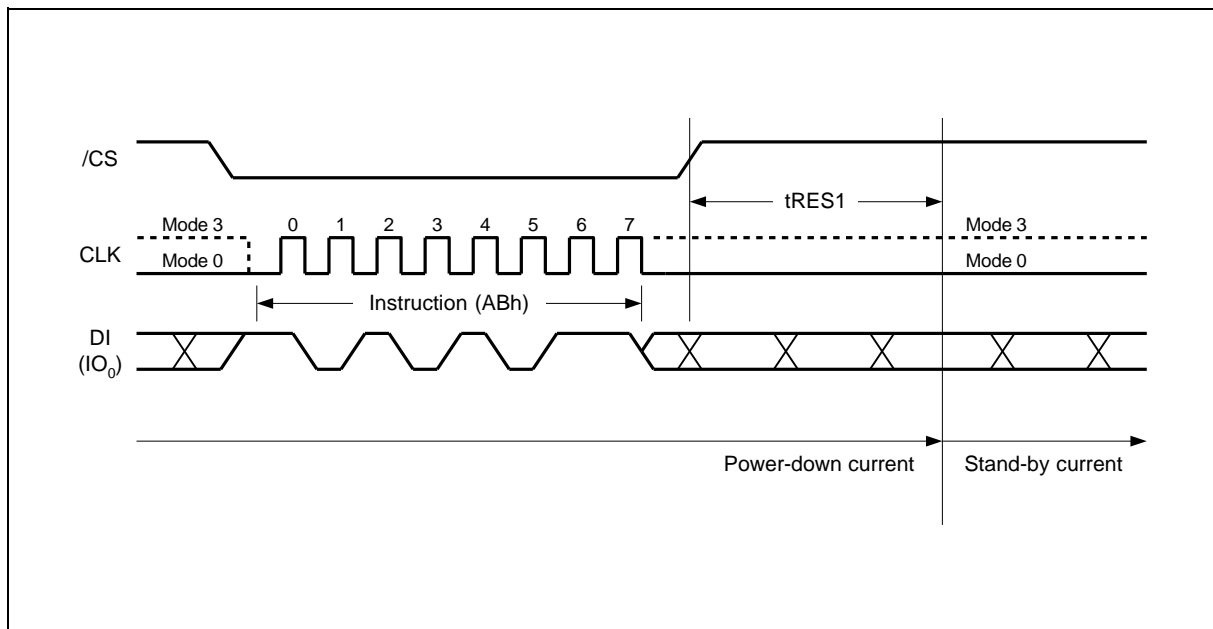 /CS
tRES1
Mode 3 0 1 2 3 4 5 6 7 Mode 3
CLK
Mode 0 Mode 0
Instruction (ABh)
DI
(IO₀)
Power-down current Stand-by current